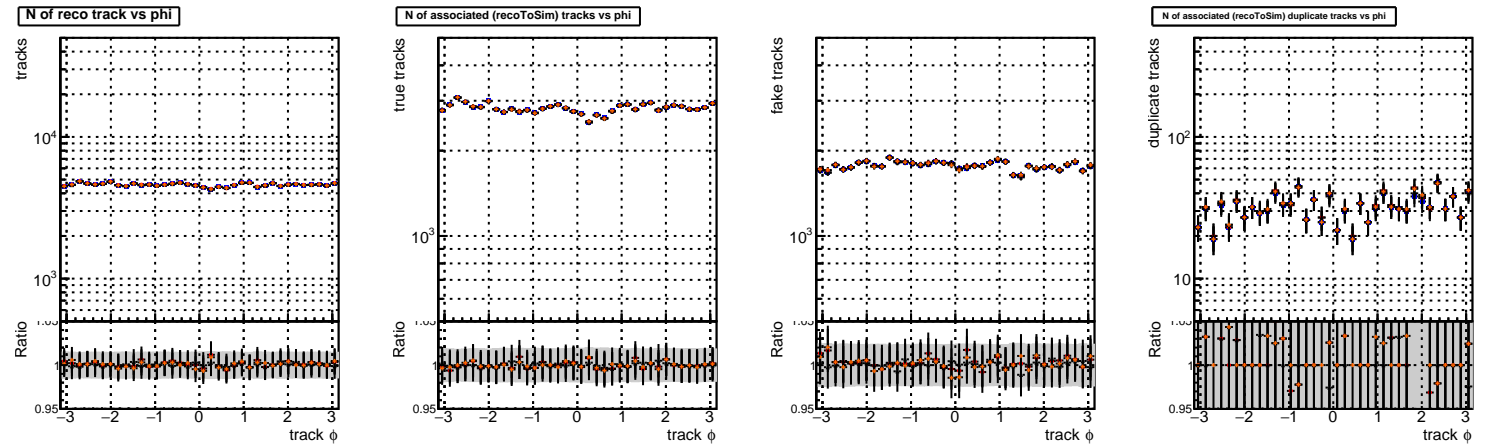 N of reco track vs phi
tracks
10^4
10^3
Ratio
1
0.95
−3 −2 −1 0 1 2 3
track ϕ
N of associated (recoToSim) tracks vs phi
true tracks
10^3
Ratio
1
0.95
−3 −2 −1 0 1 2 3
track ϕ
fake tracks
10^3
Ratio
1
0.95
−3 −2 −1 0 1 2 3
track ϕ
N of associated (recoToSim) duplicate tracks vs phi
duplicate tracks
10^2
10
Ratio
1
0.95
−3 −2 −1 0 1 2 3
track ϕ